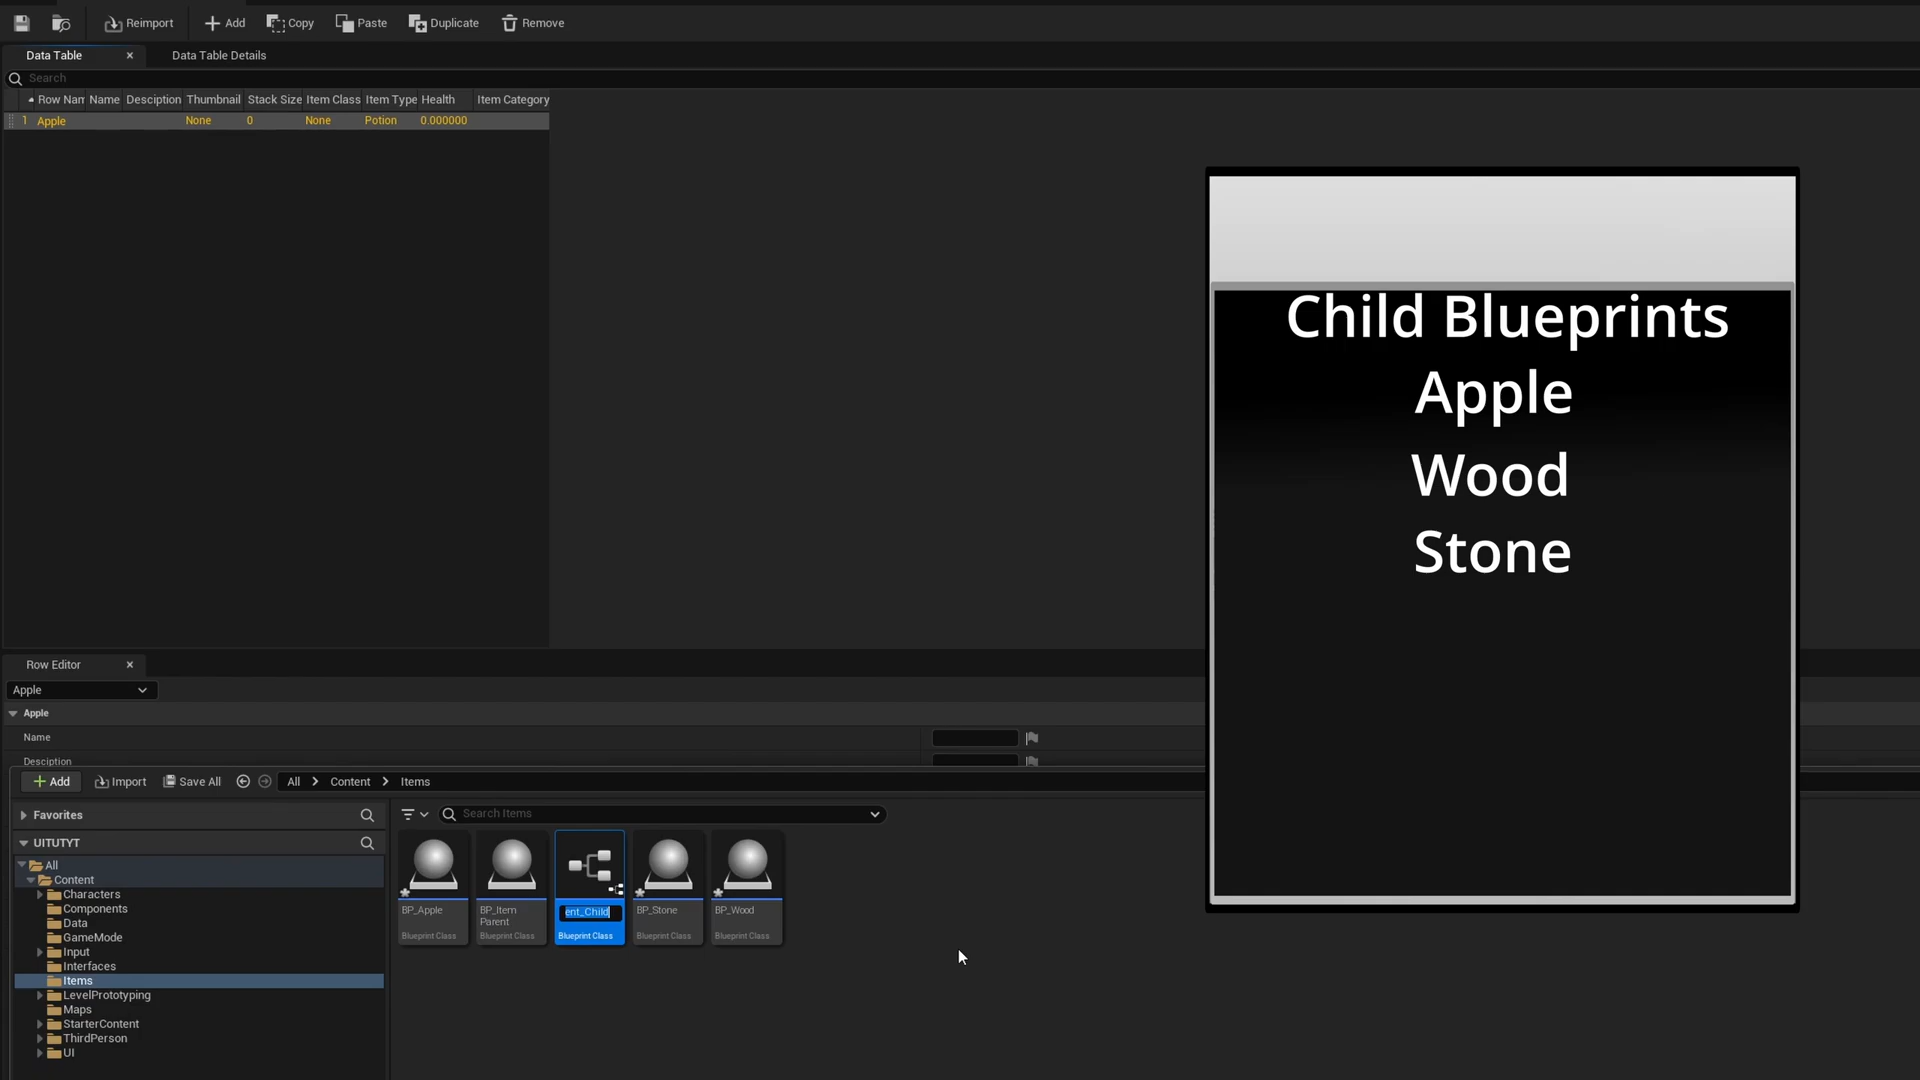 Reimport Add Copy Paste Duplicate Remove
Data Table Data Table Details
Search
Row Nam Name Desciption Thumbnail Stack Size Item Class Item Type Health Item Category
1 Apple None 0 None Potion 0.000000
Child Blueprints
Apple
Wood
Stone
Row Editor
Apple
Apple
Name
Desciption
Add Import Save All All Content Items
Favorites
Search Items
UITUTYT
All
Content
Characters
Components
Data
GameMode
Input
Interfaces
Items
LevelPrototyping
Maps
StarterContent
ThirdPerson
UI
BP_Apple
Blueprint Class
BP_Item
Parent
Blueprint Class
ent_Child
Blueprint Class
BP_Stone
Blueprint Class
BP_Wood
Blueprint Class